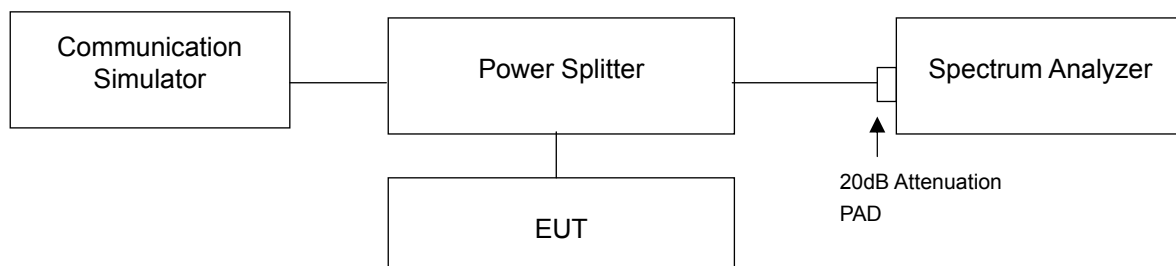 Communication
Simulator
Power Splitter
Spectrum Analyzer
20dB Attenuation
PAD
EUT